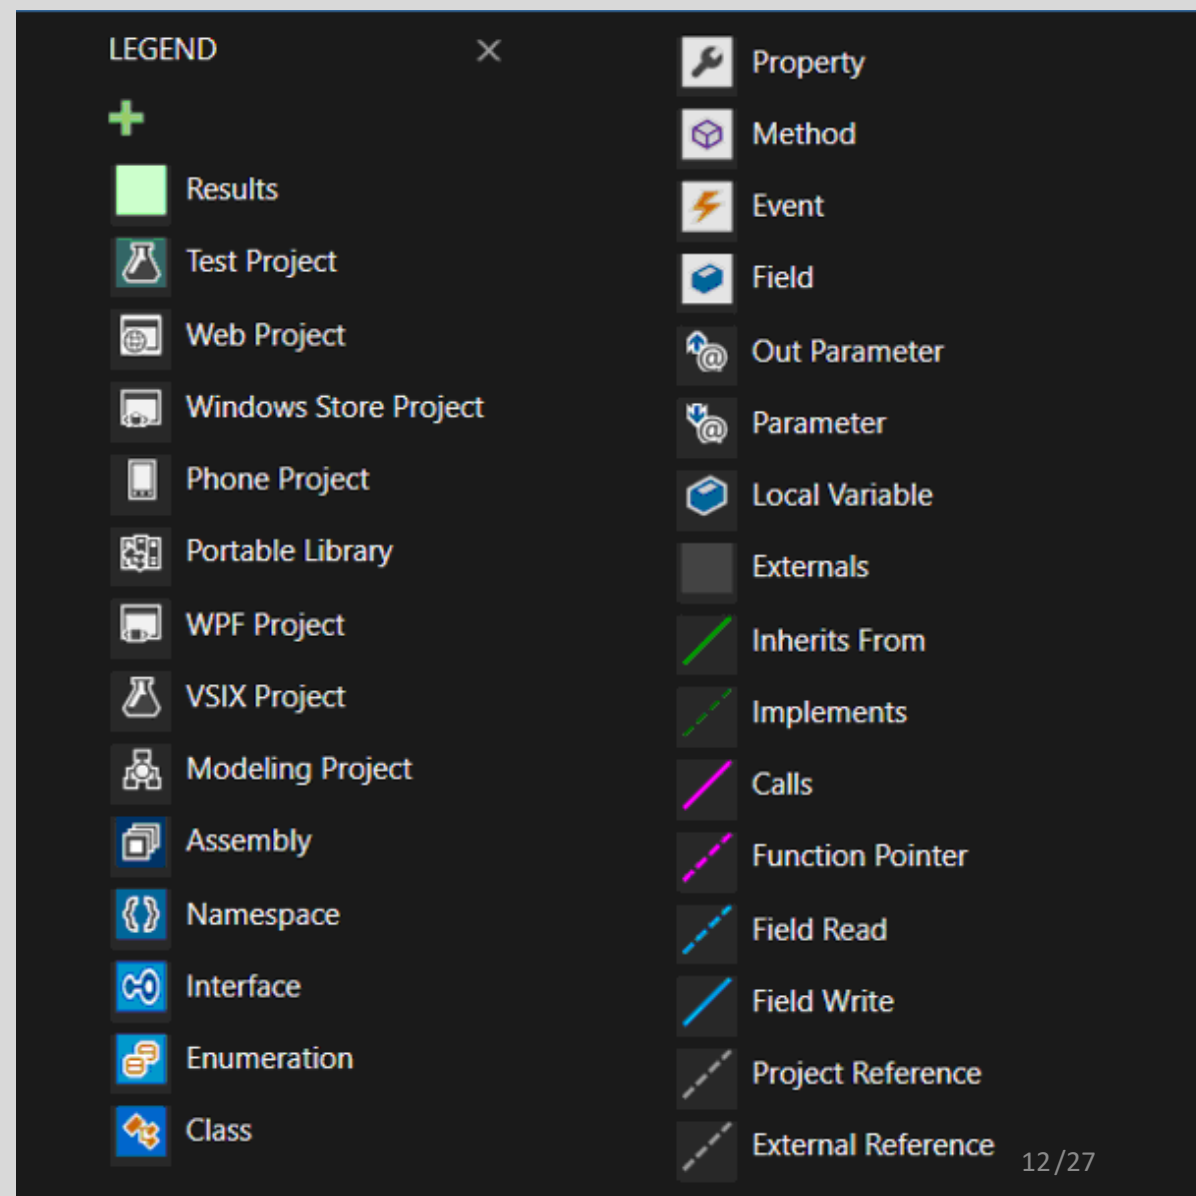 LEGEND
Results
Test Project
Web Project
Windows Store Project
Phone Project
Portable Library
WPF Project
VSIX Project
Modeling Project
Assembly
Namespace
Interface
Enumeration
Class
Property
Method
Event
Field
Out Parameter
Parameter
Local Variable
Externals
Inherits From
Implements
Calls
Function Pointer
Field Read
Field Write
Project Reference
External Reference
12/27